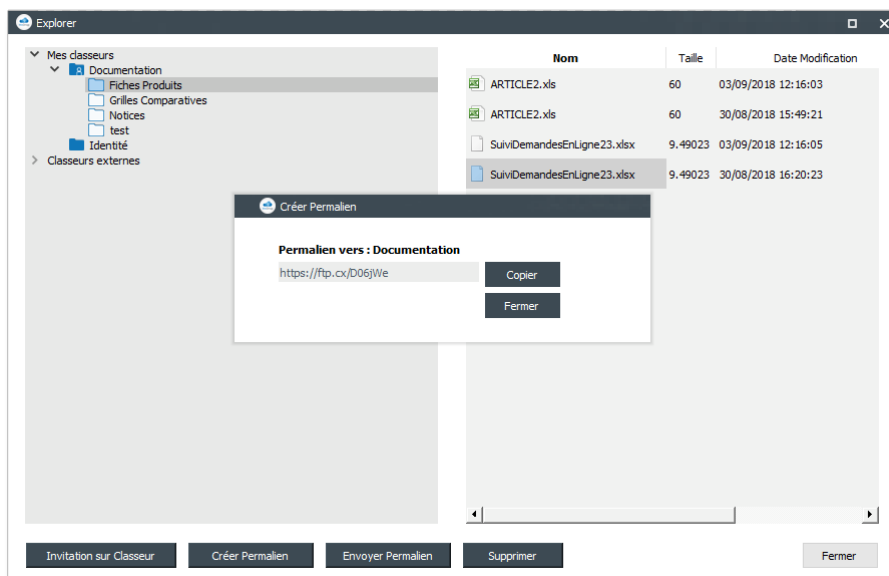 Explorer
Mes classeurs
Documentation
Fiches Produits
Grilles Comparatives
Notices
test
Identité
Classeurs externes
Nom Taille Date Modification
ARTICLE2.xls 60 03/09/2018 12:16:03
ARTICLE2.xls 60 30/08/2018 15:49:21
SuiviDemandesEnLigne23.xlsx 9.49023 03/09/2018 12:16:05
SuiviDemandesEnLigne23.xlsx 9.49023 30/08/2018 16:20:23
Créer Permalien
Permalien vers : Documentation
https://ftp.cx/D06jWe Copier
Fermer
Invitation sur Classeur Créer Permalien Envoyer Permalien Supprimer Fermer